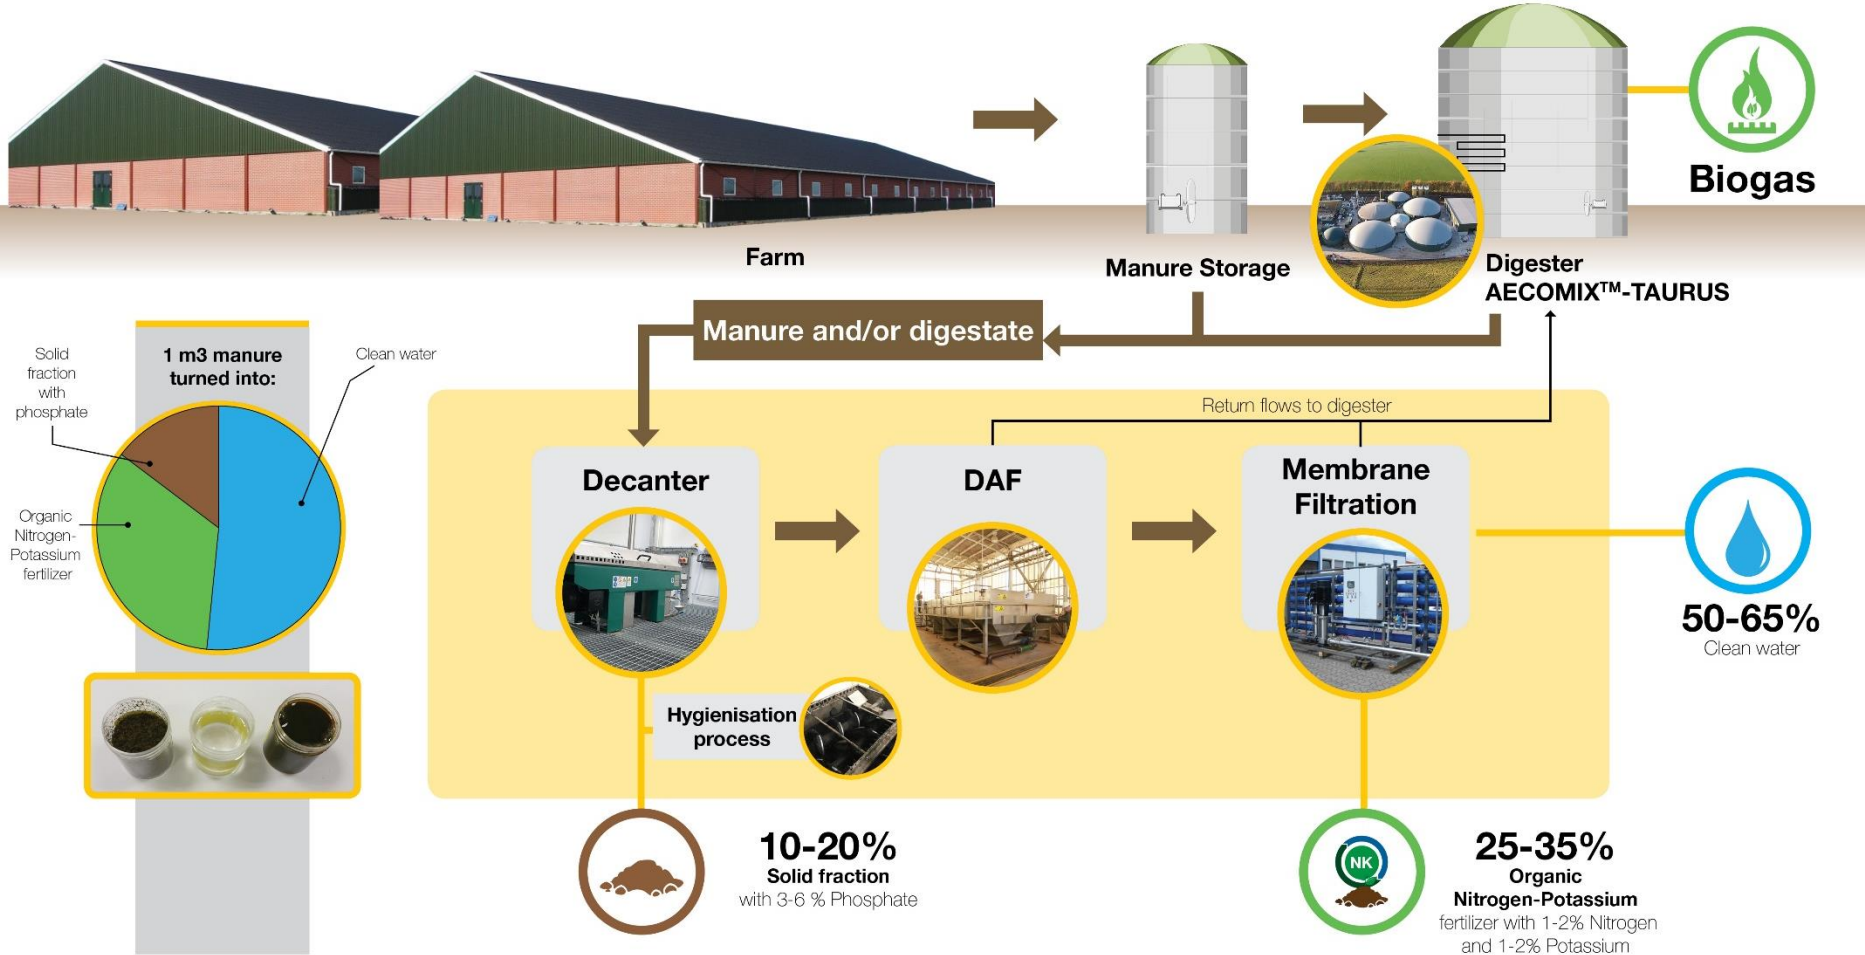 Biogas
Farm
Manure Storage
Digester
AECOMIX™-TAURUS
Manure and/or digestate
1 m3 manure
turned into:
Solid
fraction
with
phosphate
Clean water
Organic
Nitrogen-
Potassium
fertilizer
Return flows to digester
Decanter
DAF
Membrane
Filtration
50-65%
Clean water
Hygienisation
process
10-20%
Solid fraction
with 3-6 % Phosphate
NK
25-35%
Organic
Nitrogen-Potassium
fertilizer with 1-2% Nitrogen
and 1-2% Potassium